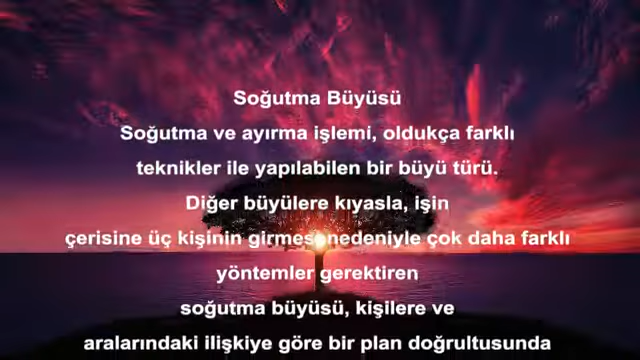 Soğutma Büyüsü
Soğutma ve ayırma işlemi, oldukça farklı
teknikler ile yapılabilen bir büyü türü.
Diğer büyülere kıyasla, işin
çerisine üç kişinin girmesi nedeniyle çok daha farklı
yöntemler gerektiren
soğutma büyüsü, kişilere ve
aralarındaki ilişkiye göre bir plan doğrultusunda